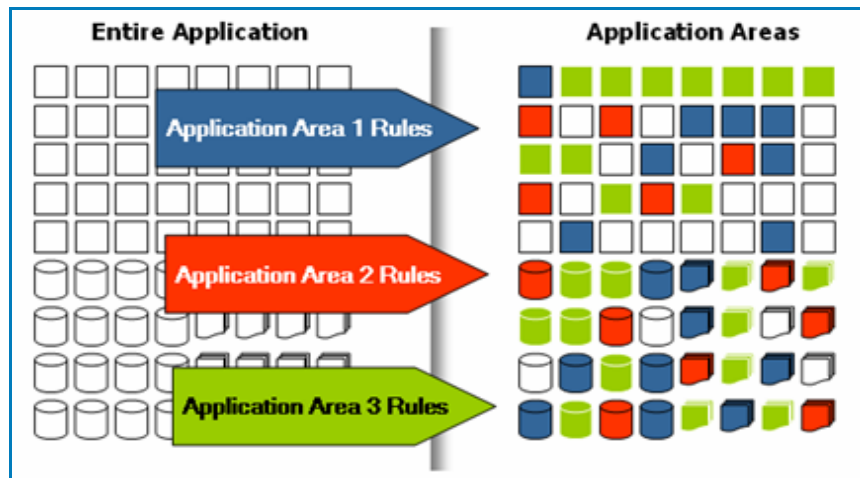 Entire Application
Application Areas
Application Area 1 Rules
Application Area 2 Rules
Application Area 3 Rules